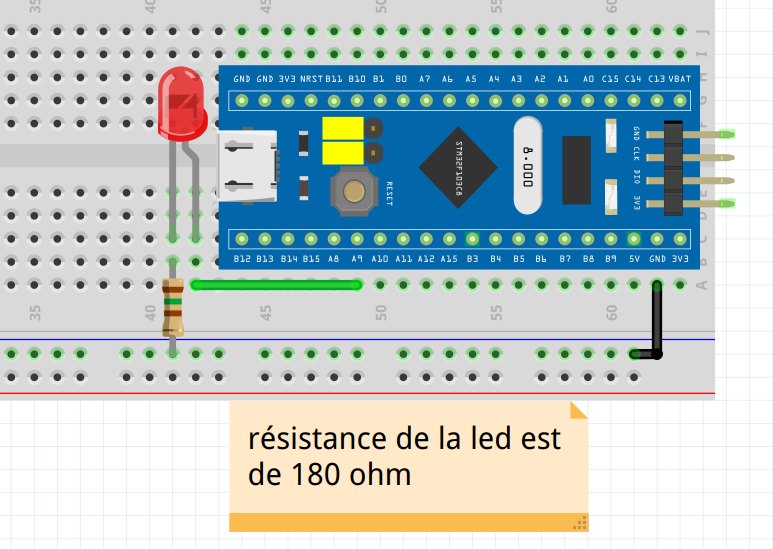 35 40 45 50 55 60
J
I
H
GND GND 3V3 NRST B11 B10 B1 B0 A7 A6 A5 A4 A3 A2 A1 A0 C15 C14 C13 VBAT
G
GND
CLK
DIO
3V3
STM32F103C8
8.000
RESET
E
D
C
B12 B13 B14 B15 A8 A9 A10 A11 A12 A15 B3 B4 B5 B6 B7 B8 B9 5V GND 3V3
B
A
35 40 45 50 55 60
résistance de la led est
de 180 ohm